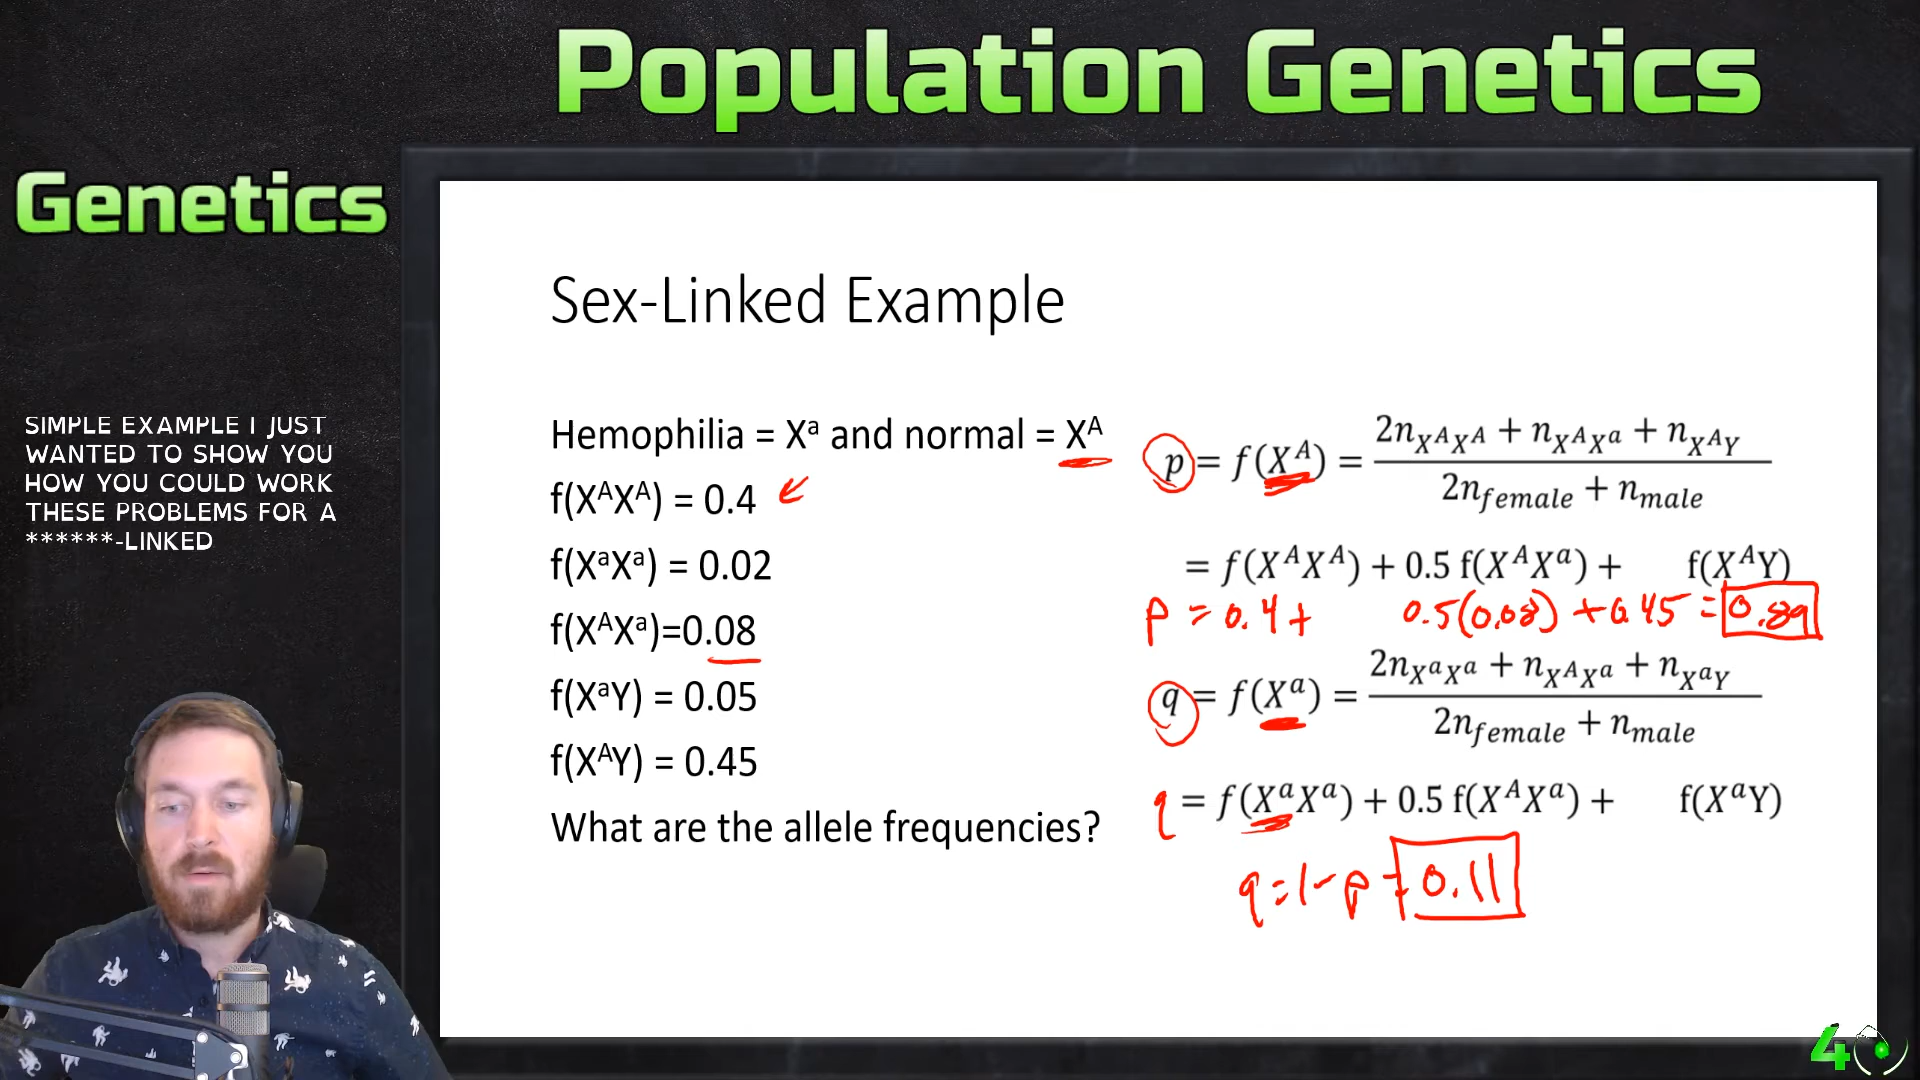 Population Genetics
Genetics
SIMPLE EXAMPLE I JUST
WANTED TO SHOW YOU
HOW YOU COULD WORK
THESE PROBLEMS FOR A
******-LINKED
Sex-Linked Example
Hemophilia = Xᵃ and normal = Xᴬ
f(XᴬXᴬ) = 0.4
f(XᵃXᵃ) = 0.02
f(XᴬXᵃ)=0.08
f(XᵃY) = 0.05
f(XᴬY) = 0.45
What are the allele frequencies?
p = f(Xᴬ) = (2n_XᴬXᴬ + n_XᴬXᵃ + n_XᴬY) / (2n_female + n_male)
= f(XᴬXᴬ) + 0.5 f(XᴬXᵃ) + f(XᴬY)
p = 0.4 + 0.5(0.08) + 0.45 = 0.89
q = f(Xᵃ) = (2n_XᵃXᵃ + n_XᴬXᵃ + n_XᵃY) / (2n_female + n_male)
q = f(XᵃXᵃ) + 0.5 f(XᴬXᵃ) + f(XᵃY)
q = 1 - p = 0.11
4